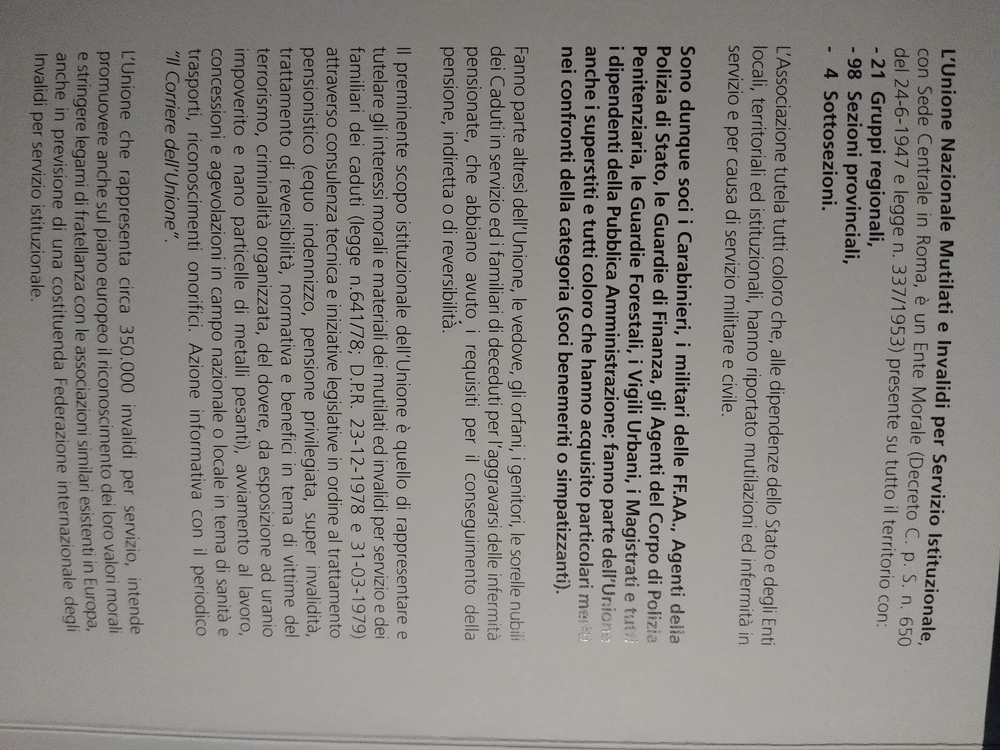 L'Unione Nazionale Mutilati e Invalidi per Servizio Istituzionale,
con Sede Centrale in Roma, è un Ente Morale (Decreto C. p. S. n. 650
del 24-6-1947 e legge n. 337/1953) presente su tutto il territorio con:
- 21 Gruppi regionali,
- 98 Sezioni provinciali,
- 4 Sottosezioni.
L'Associazione tutela tutti coloro che, alle dipendenze dello Stato e degli Enti
locali, territoriali ed istituzionali, hanno riportato mutilazioni ed infermità in
servizio e per causa di servizio militare e civile.
Sono dunque soci i Carabinieri, i militari delle FF.AA., Agenti della
Polizia di Stato, le Guardie di Finanza, gli Agenti del Corpo di Polizia
Penitenziaria, le Guardie Forestali, i Vigili Urbani, i Magistrati e tutti
i dipendenti della Pubblica Amministrazione; fanno parte dell'Unione
anche i superstiti e tutti coloro che hanno acquisito particolari meriti
nei confronti della categoria (soci benemeriti o simpatizzanti).
Fanno parte altresì dell'Unione, le vedove, gli orfani, i genitori, le sorelle nubili
dei Caduti in servizio ed i familiari di deceduti per l'aggravarsi delle infermità
pensionate, che abbiano avuto i requisiti per il conseguimento della
pensione, indiretta o di reversibilità.
Il preminente scopo istituzionale dell'Unione è quello di rappresentare e
tutelare gli interessi morali e materiali dei mutilati ed invalidi per servizio e dei
familiari dei caduti (legge n.641/78; D.P.R. 23-12-1978 e 31-03-1979)
attraverso consulenza tecnica e iniziative legislative in ordine al trattamento
pensionistico (equo indennizzo, pensione privilegiata, super invalidità,
trattamento di reversibilità, normativa e benefici in tema di vittime del
terrorismo, criminalità organizzata, del dovere, da esposizione ad uranio
impoverito e nano particelle di metalli pesanti), avviamento al lavoro,
concessioni e agevolazioni in campo nazionale o locale in tema di sanità e
trasporti, riconoscimenti onorifici. Azione informativa con il periodico
"Il Corriere dell'Unione".
L'Unione che rappresenta circa 350.000 invalidi per servizio, intende
promuovere anche sul piano europeo il riconoscimento dei loro valori morali
e stringere legami di fratellanza con le associazioni similari esistenti in Europa,
anche in previsione di una costituenda Federazione internazionale degli
Invalidi per servizio istituzionale.